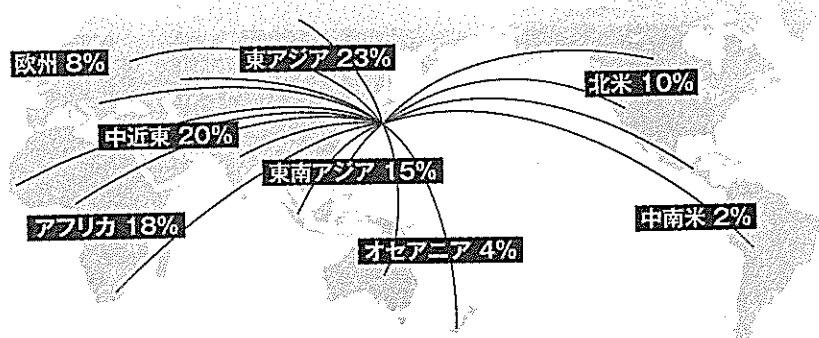 欧州 8%
東アジア 23%
北米 10%
中近東 20%
東南アジア 15%
アフリカ 18%
中南米 2%
オセアニア 4%